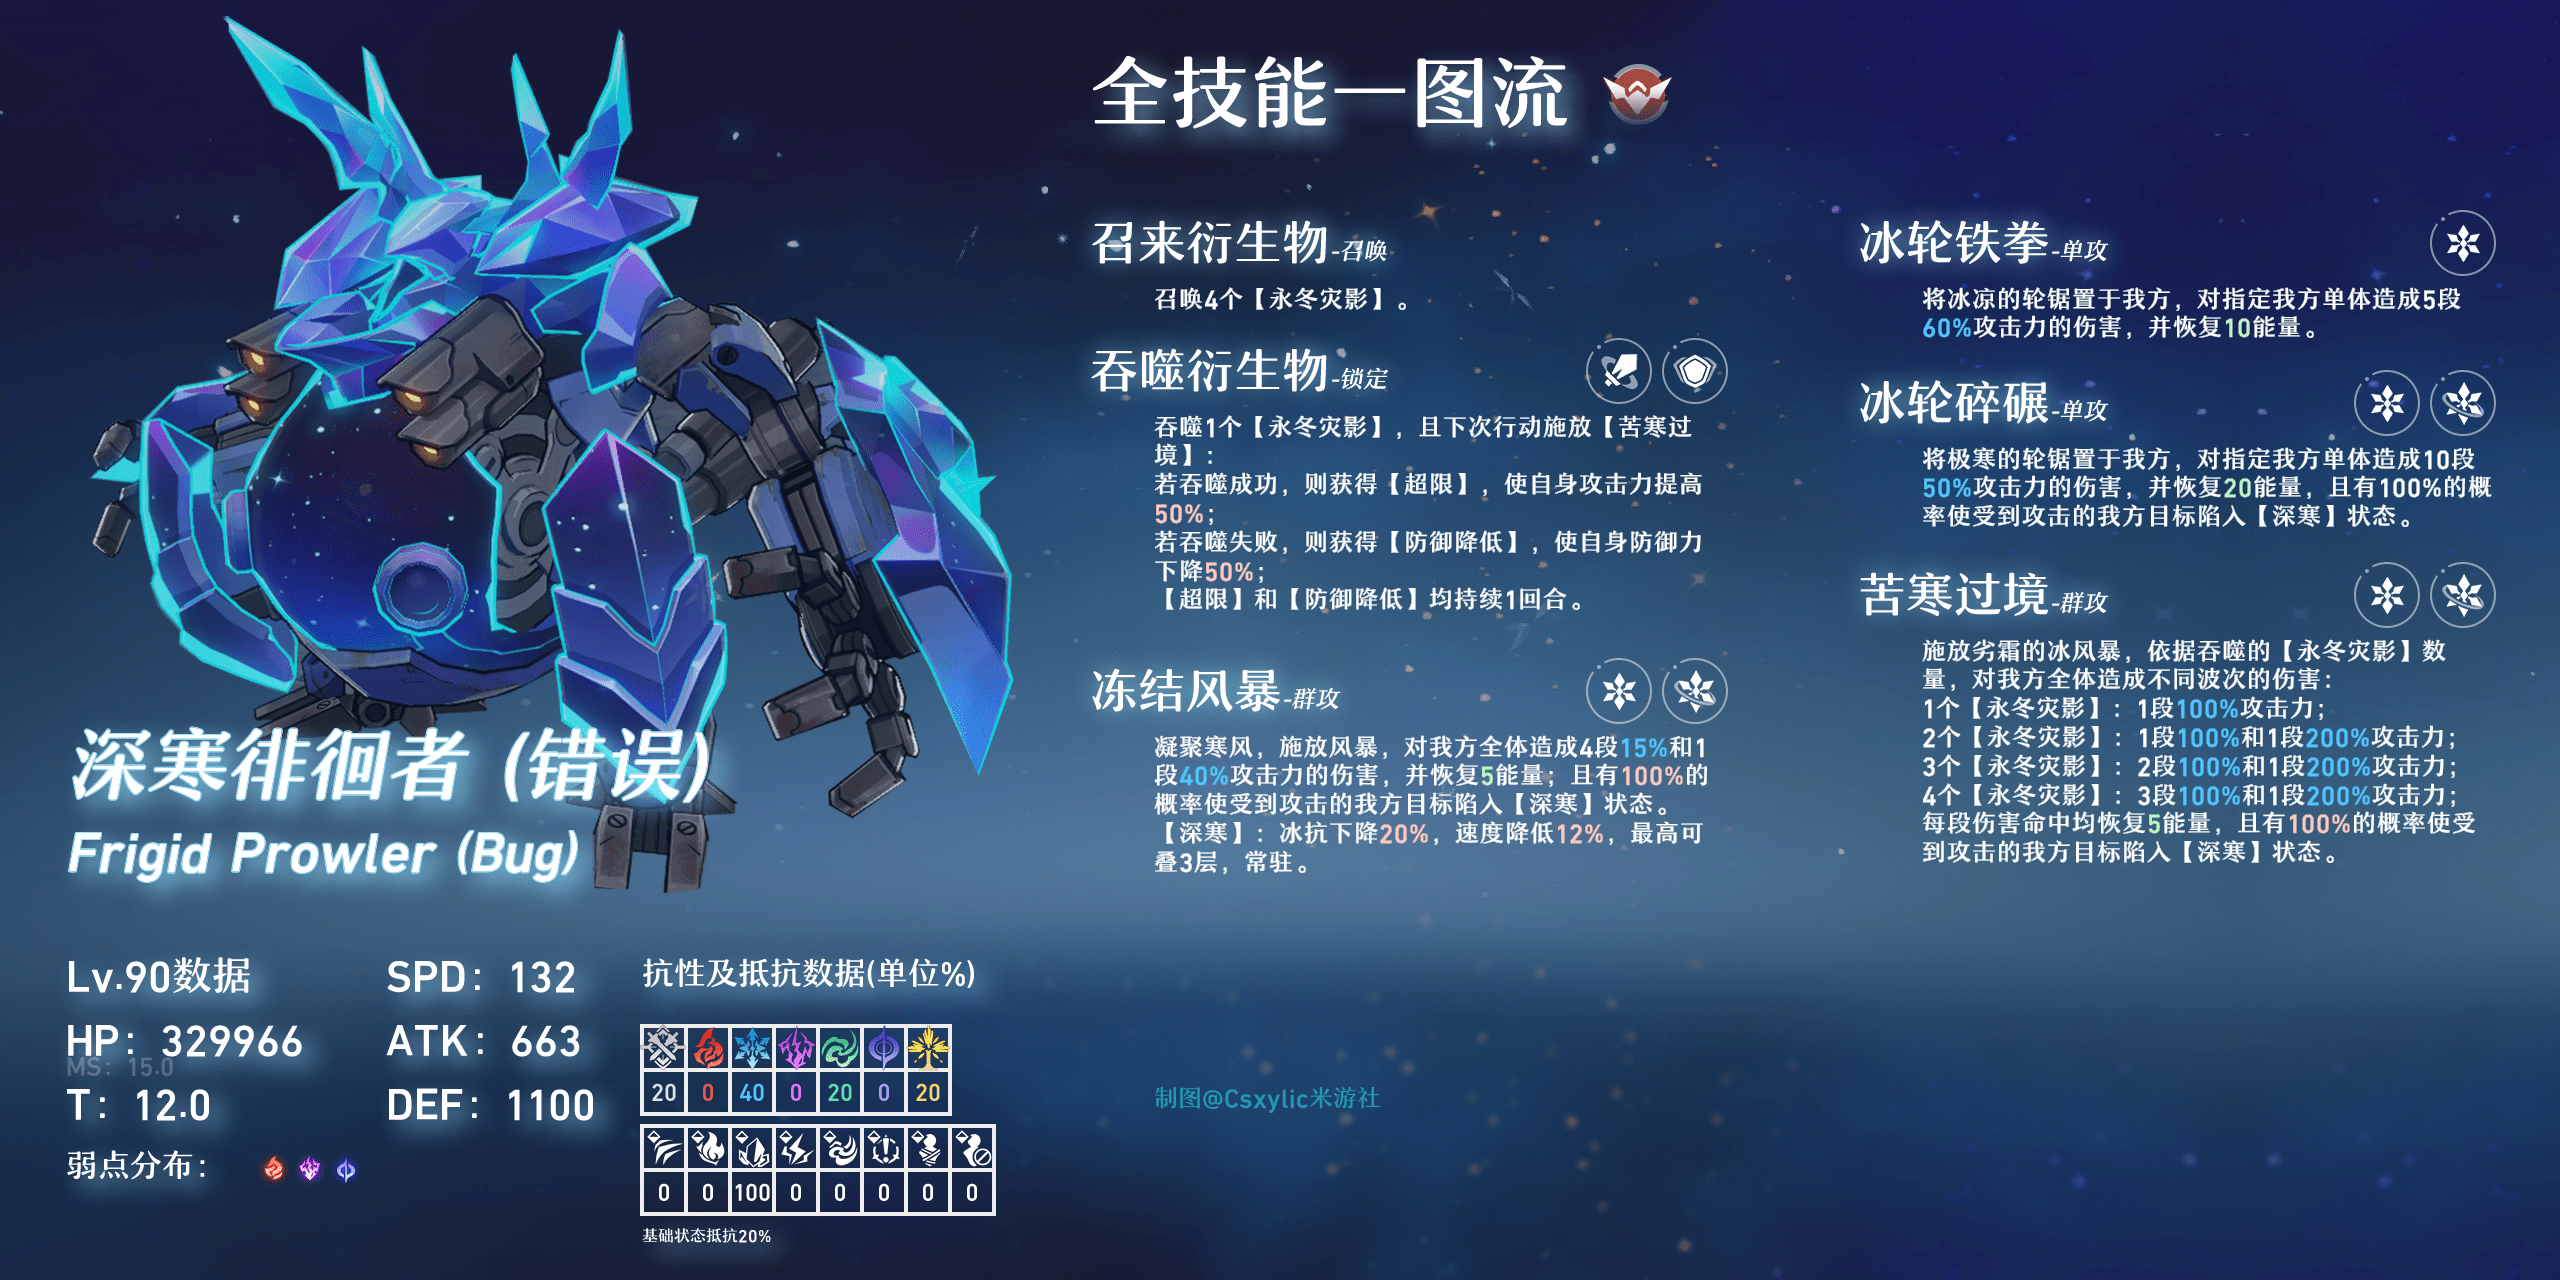 全技能一图流
召来衍生物-召唤
召唤4个【永冬灾影】。
吞噬衍生物-锁定
吞噬1个【永冬灾影】，且下次行动施放【苦寒过
境】：
若吞噬成功，则获得【超限】，使自身攻击力提高
50%；
若吞噬失败，则获得【防御降低】，使自身防御力
下降50%；
【超限】和【防御降低】均持续1回合。
冻结风暴-群攻
凝聚寒风，施放风暴，对我方全体造成4段15%和1
段40%攻击力的伤害，并恢复5能量；且有100%的
概率使受到攻击的我方目标陷入【深寒】状态。
【深寒】：冰抗下降20%，速度降低12%，最高可
叠3层，常驻。
冰轮铁拳-单攻
将冰凉的轮锯置于我方，对指定我方单体造成5段
60%攻击力的伤害，并恢复10能量。
冰轮碎碾-单攻
将极寒的轮锯置于我方，对指定我方单体造成10段
50%攻击力的伤害，并恢复20能量，且有100%的概
率使受到攻击的我方目标陷入【深寒】状态。
苦寒过境-群攻
施放劣霜的冰风暴，依据吞噬的【永冬灾影】数
量，对我方全体造成不同波次的伤害：
1个【永冬灾影】：1段100%攻击力；
2个【永冬灾影】：1段100%和1段200%攻击力；
3个【永冬灾影】：2段100%和1段200%攻击力；
4个【永冬灾影】：3段100%和1段200%攻击力；
每段伤害命中均恢复5能量，且有100%的概率使受
到攻击的我方目标陷入【深寒】状态。
深寒徘徊者（错误）
Frigid Prowler (Bug)
Lv.90数据
SPD：132
HP：329966
ATK：663
MS：15.0
T：12.0
DEF：1100
弱点分布：
抗性及抵抗数据(单位%)
20 0 40 0 20 0 20
0 0 100 0 0 0 0 0
基础状态抵抗20%
制图@Csxylic米游社